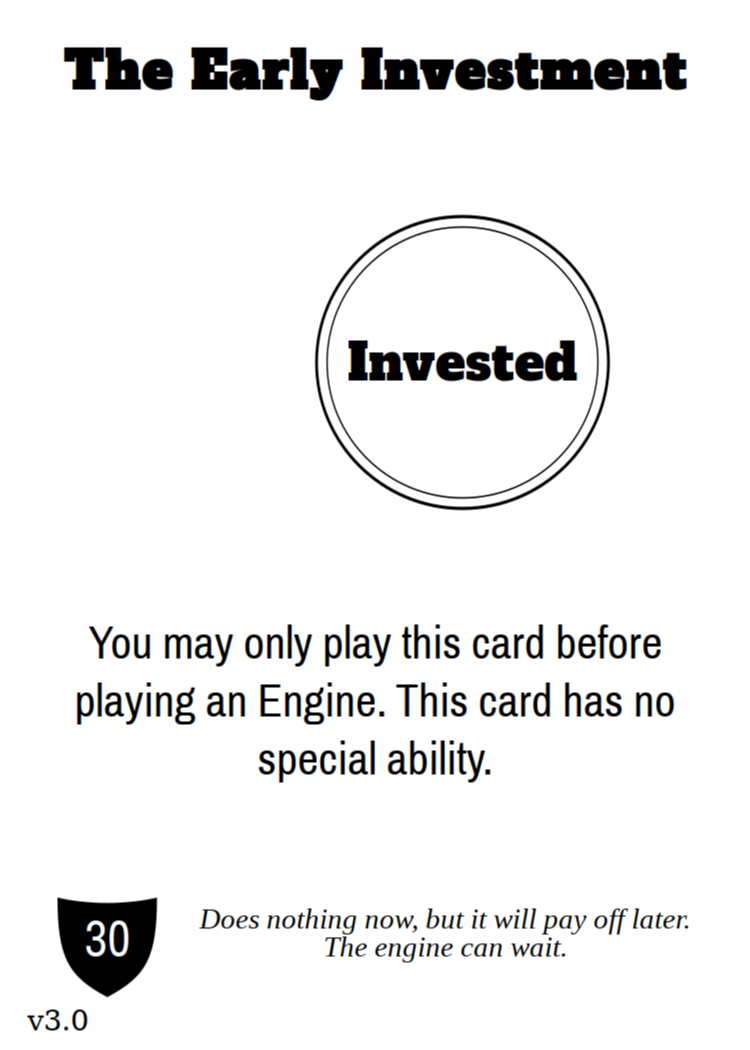 The Early Investment
Invested
You may only play this card before
playing an Engine. This card has no
special ability.
30
Does nothing now, but it will pay off later.
The engine can wait.
v3.0